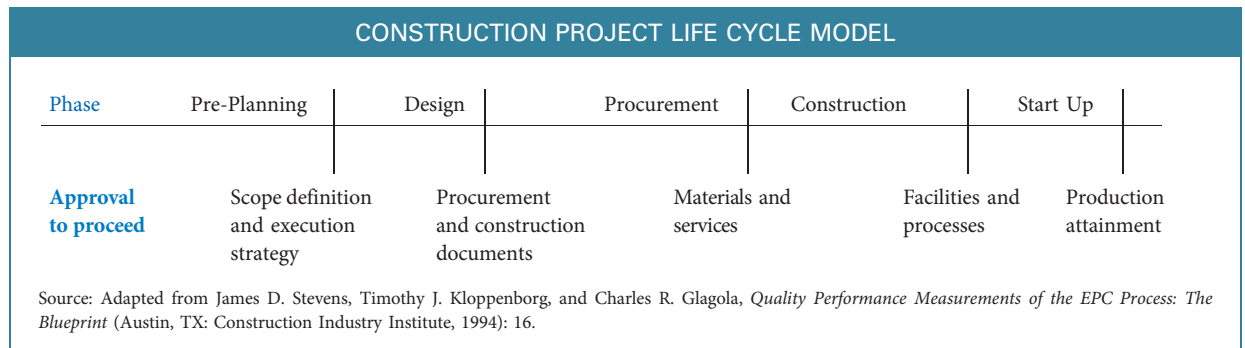 CONSTRUCTION PROJECT LIFE CYCLE MODEL
Phase Pre-Planning Design Procurement Construction Start Up
Approval Scope definition Procurement Materials and Facilities and Production
to proceed and execution and construction services processes attainment
strategy documents
Source: Adapted from James D. Stevens, Timothy J. Kloppenborg, and Charles R. Glagola, Quality Performance Measurements of the EPC Process: The
Blueprint (Austin, TX: Construction Industry Institute, 1994): 16.